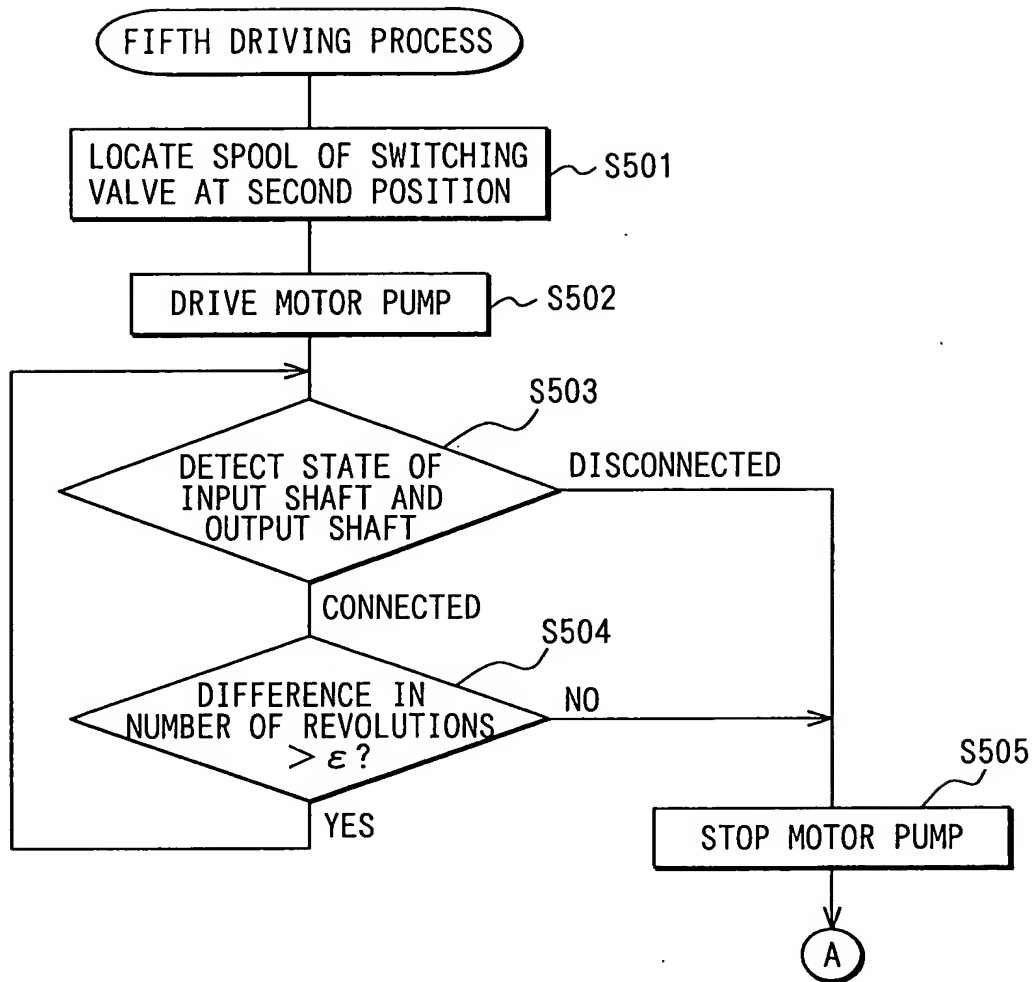 FIFTH DRIVING PROCESS
LOCATE SPOOL OF SWITCHING
VALVE AT SECOND POSITION
S501
DRIVE MOTOR PUMP
S502
S503
DETECT STATE OF
INPUT SHAFT AND
OUTPUT SHAFT
DISCONNECTED
CONNECTED
S504
DIFFERENCE IN
NUMBER OF REVOLUTIONS
> ε?
NO
YES
S505
STOP MOTOR PUMP
A